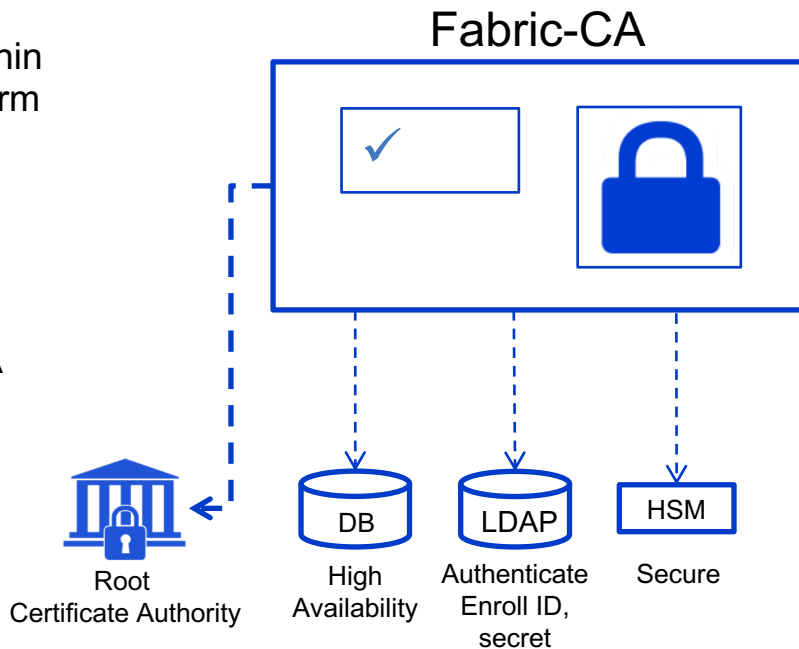 Fabric-CA
DB
LDAP
HSM
Root
Certificate Authority
High
Availability
Authenticate
Enroll ID,
secret
Secure